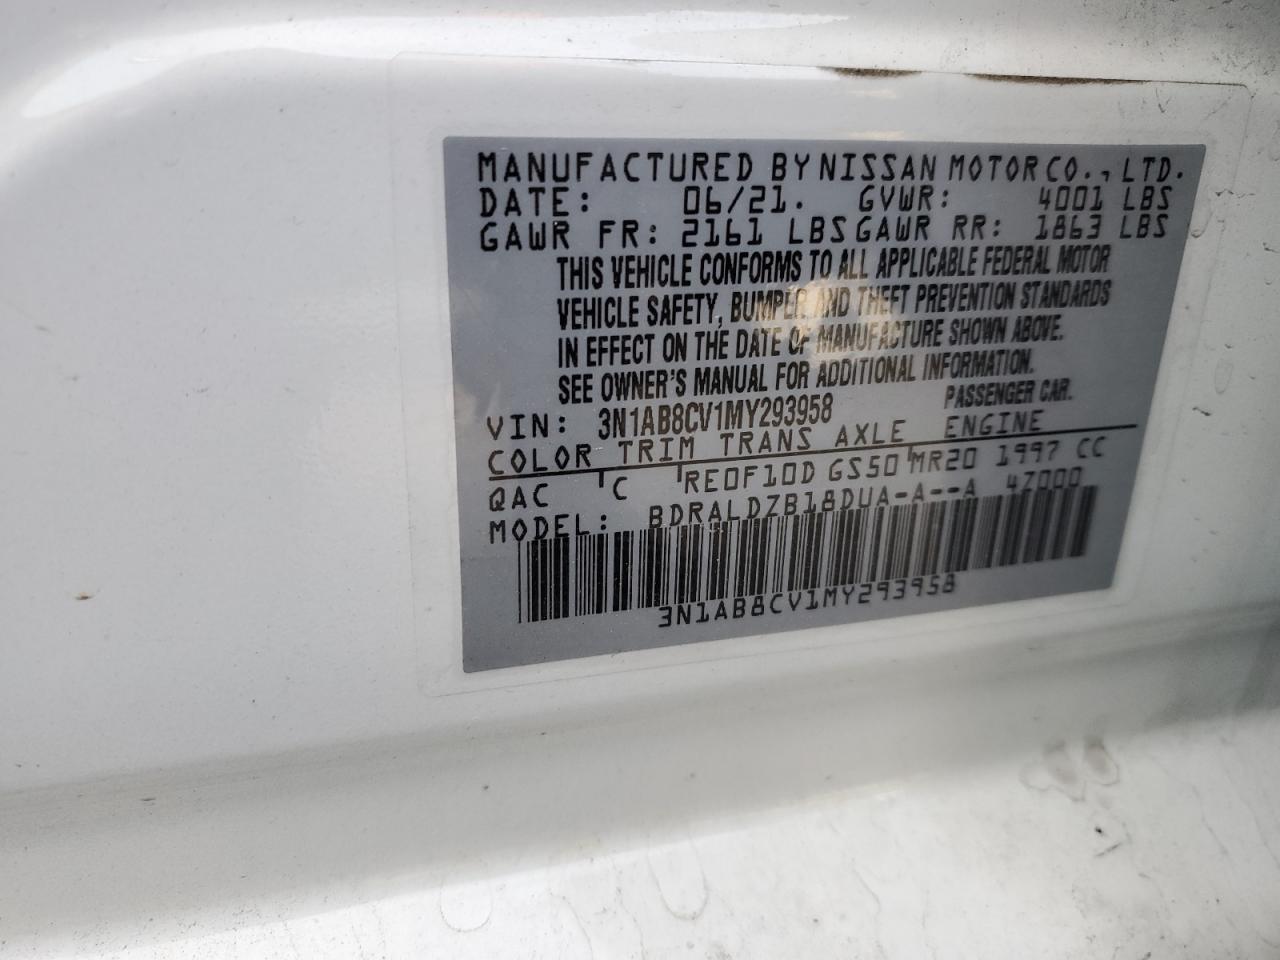 MANUFACTURED BY NISSAN MOTOR CO., LTD.
DATE: 06/21. GVWR: 4001 LBS
GAWR FR: 2161 LBS GAWR RR: 1863 LBS
THIS VEHICLE CONFORMS TO ALL APPLICABLE FEDERAL MOTOR
VEHICLE SAFETY, BUMPER AND THEFT PREVENTION STANDARDS
IN EFFECT ON THE DATE OF MANUFACTURE SHOWN ABOVE.
SEE OWNER'S MANUAL FOR ADDITIONAL INFORMATION.
VIN: 3N1AB8CV1MY293958 PASSENGER CAR.
COLOR TRIM TRANS AXLE ENGINE
QAC C RE0F10D GS50 MR20 1997 CC
MODEL: BDRALDZB18DUA-A--A 4Z000
3N1AB8CV1MY293958